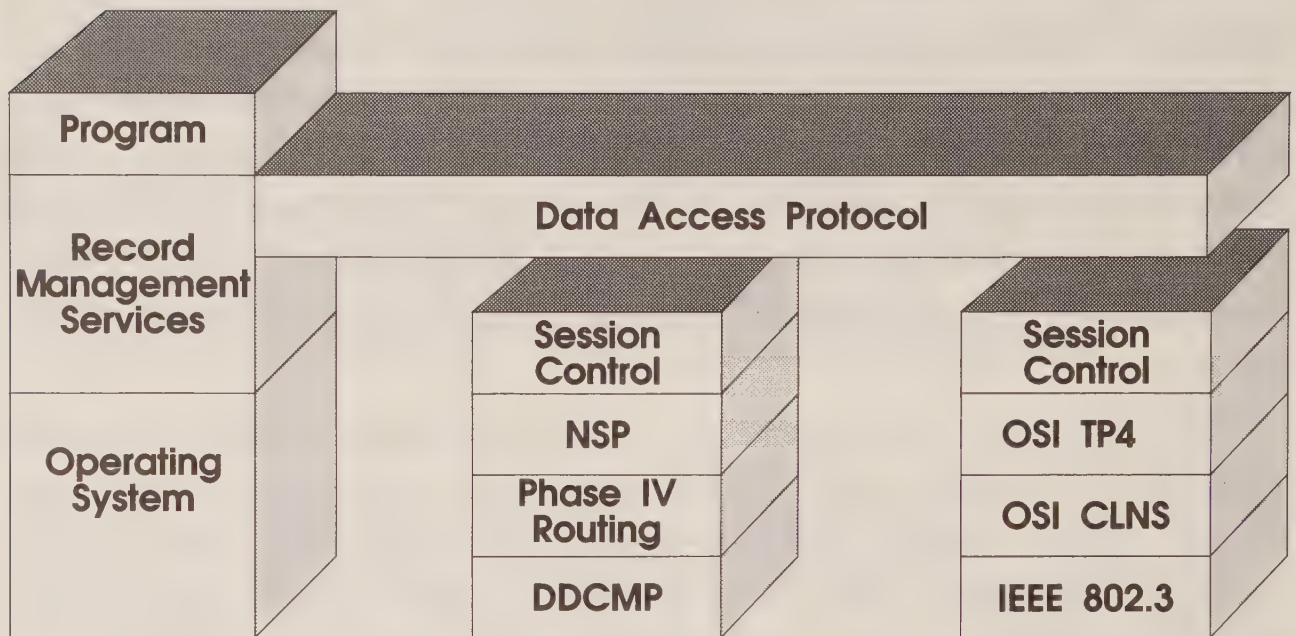 Program
Data Access Protocol
Record
Management
Services
Operating
System
Session
Control
NSP
Phase IV
Routing
DDCMP
Session
Control
OSI TP4
OSI CLNS
IEEE 802.3